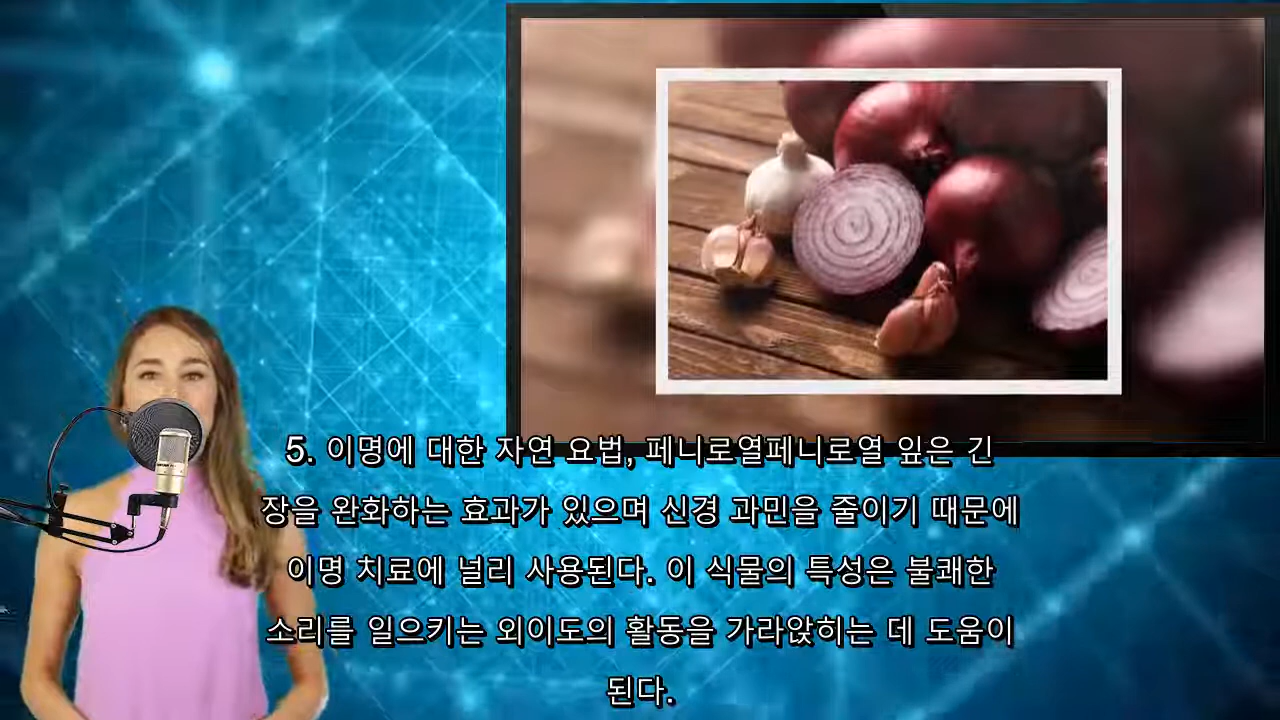 5. 이명에 대한 자연 요법, 페니로열페니로열 잎은 긴
장을 완화하는 효과가 있으며 신경 과민을 줄이기 때문에
이명 치료에 널리 사용된다. 이 식물의 특성은 불쾌한
소리를 일으키는 외이도의 활동을 가라앉히는 데 도움이
된다.